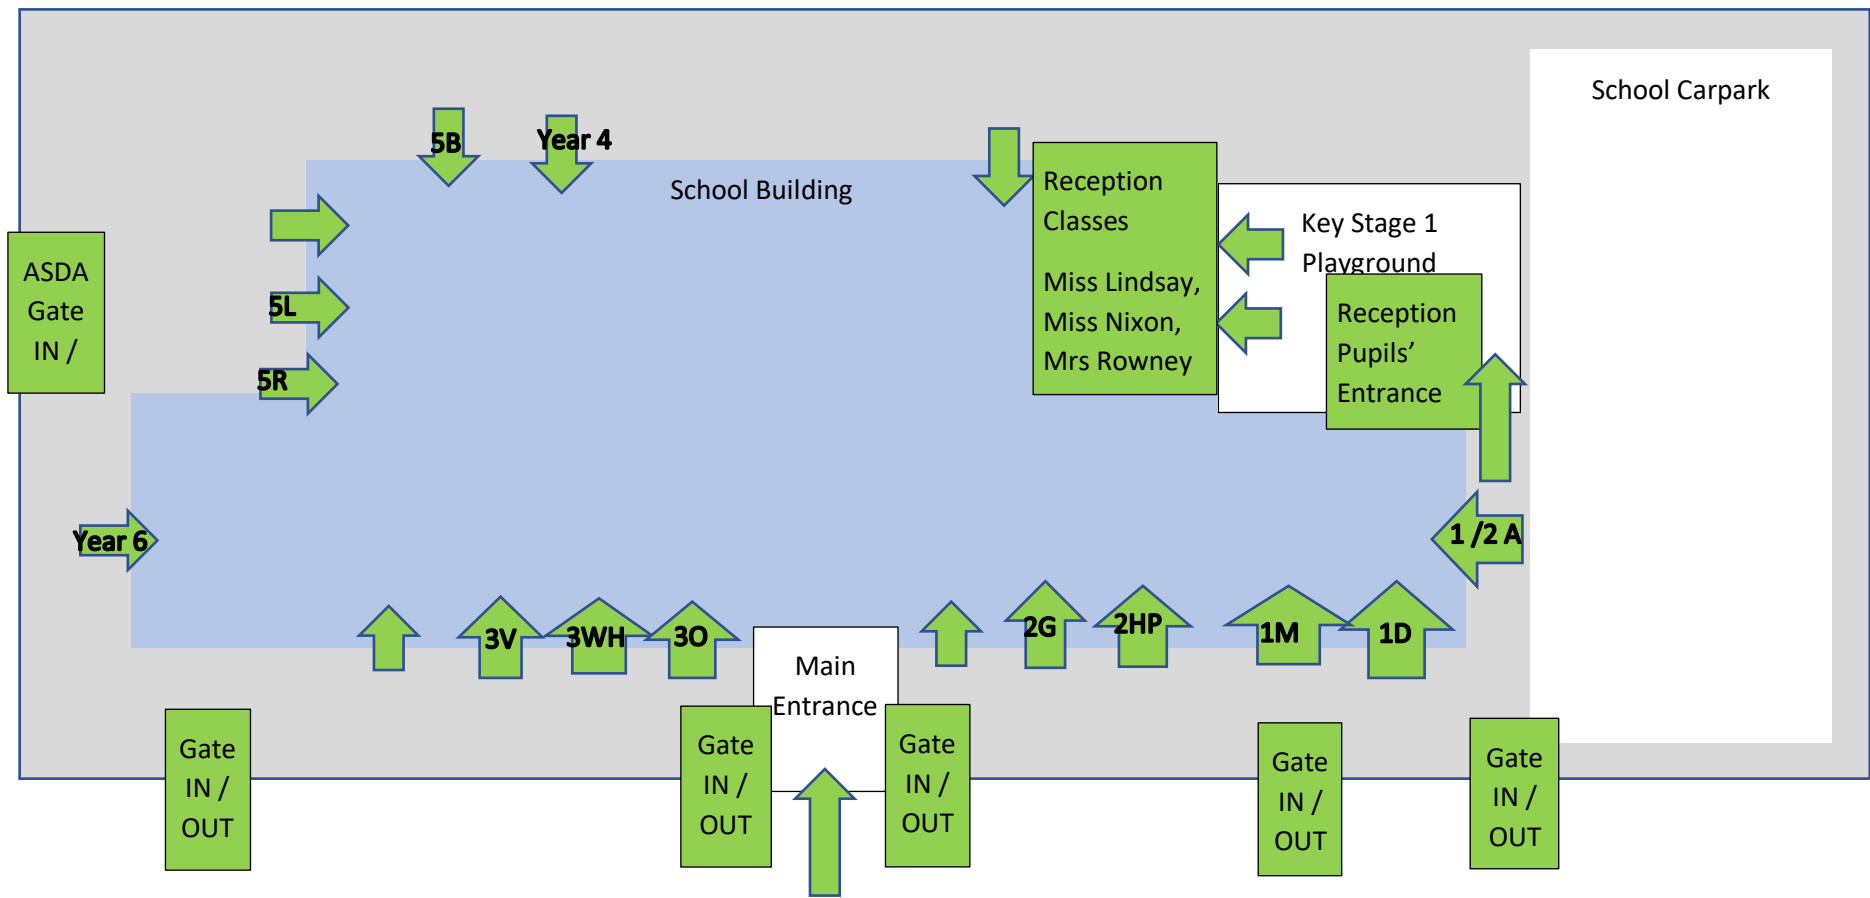 School Carpark
5B
Year 4
School Building
Reception
Classes
Miss Lindsay,
Miss Nixon,
Mrs Rowney
Key Stage 1
Playground
Reception
Pupils’
Entrance
ASDA
Gate
IN /
5L
5R
Year 6
1 /2 A
3V
3WH
3O
2G
2HP
1M
1D
Main
Entrance
Gate
IN /
OUT
Gate
IN /
OUT
Gate
IN /
OUT
Gate
IN /
OUT
Gate
IN /
OUT